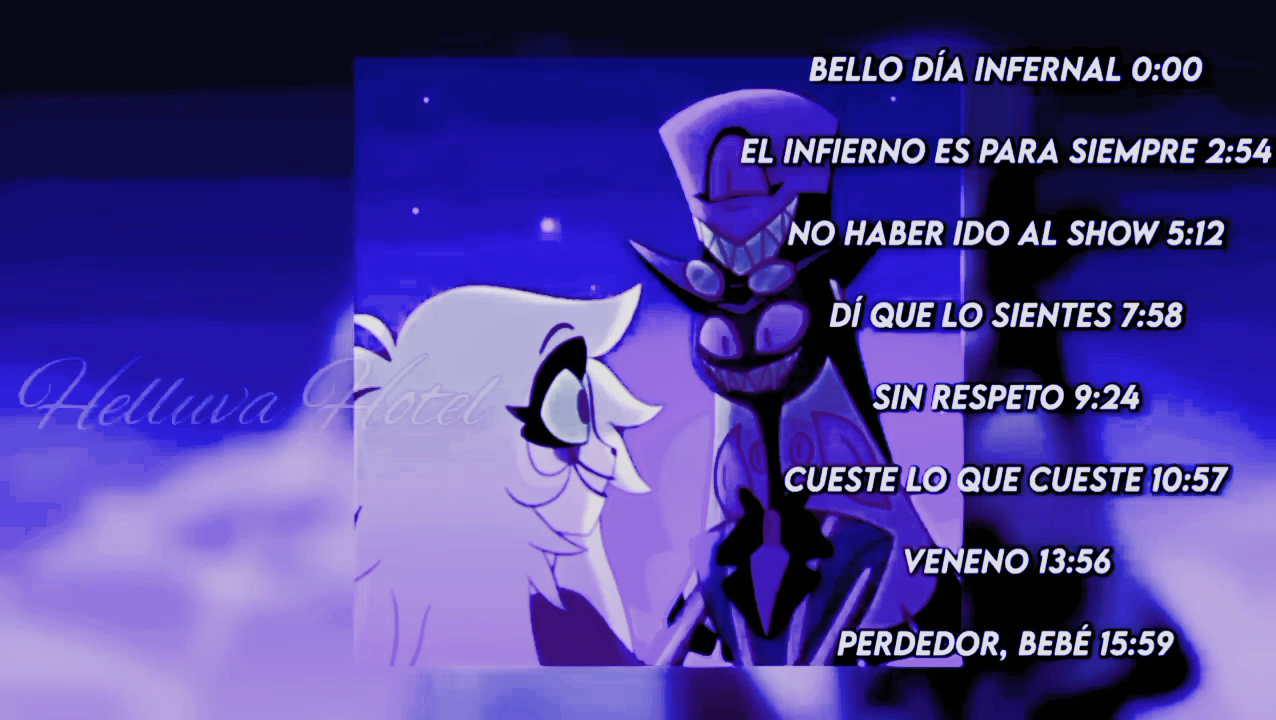 BELLO DÍA INFERNAL 0:00
EL INFIERNO ES PARA SIEMPRE 2:54
NO HABER IDO AL SHOW 5:12
DÍ QUE LO SIENTES 7:58
Helluva Hotel
SIN RESPETO 9:24
CUESTE LO QUE CUESTE 10:57
VENENO 13:56
PERDEDOR, BEBÉ 15:59